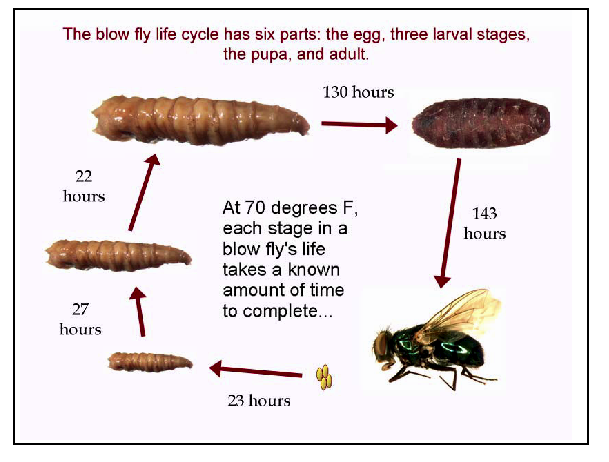 The blow fly life cycle has six parts: the egg, three larval stages,
the pupa, and adult.
130 hours
22
hours
143
hours
At 70 degrees F,
each stage in a
blow fly's life
takes a known
amount of time
to complete...
27
hours
23 hours